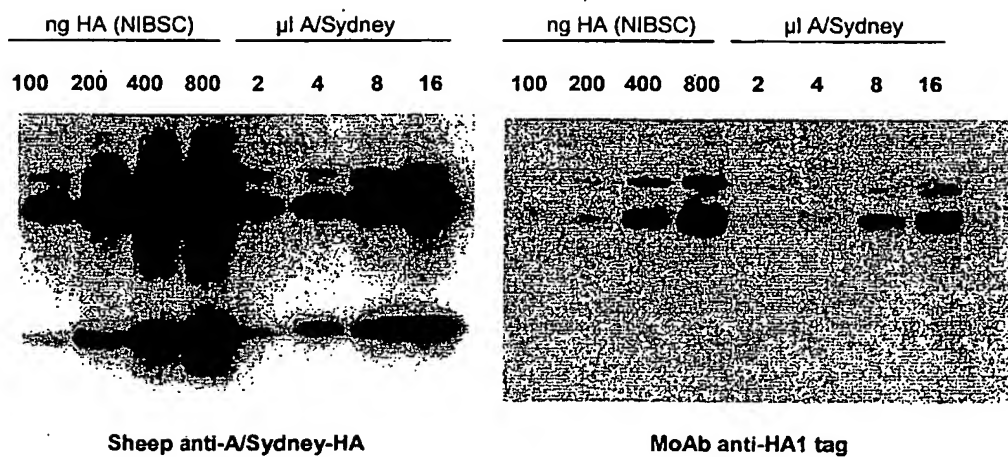 ng HA (NIBSC) µl A/Sydney
100 200 400 800 2 4 8 16
Sheep anti-A/Sydney-HA
ng HA (NIBSC) µl A/Sydney
100 200 400 800 2 4 8 16
MoAb anti-HA1 tag